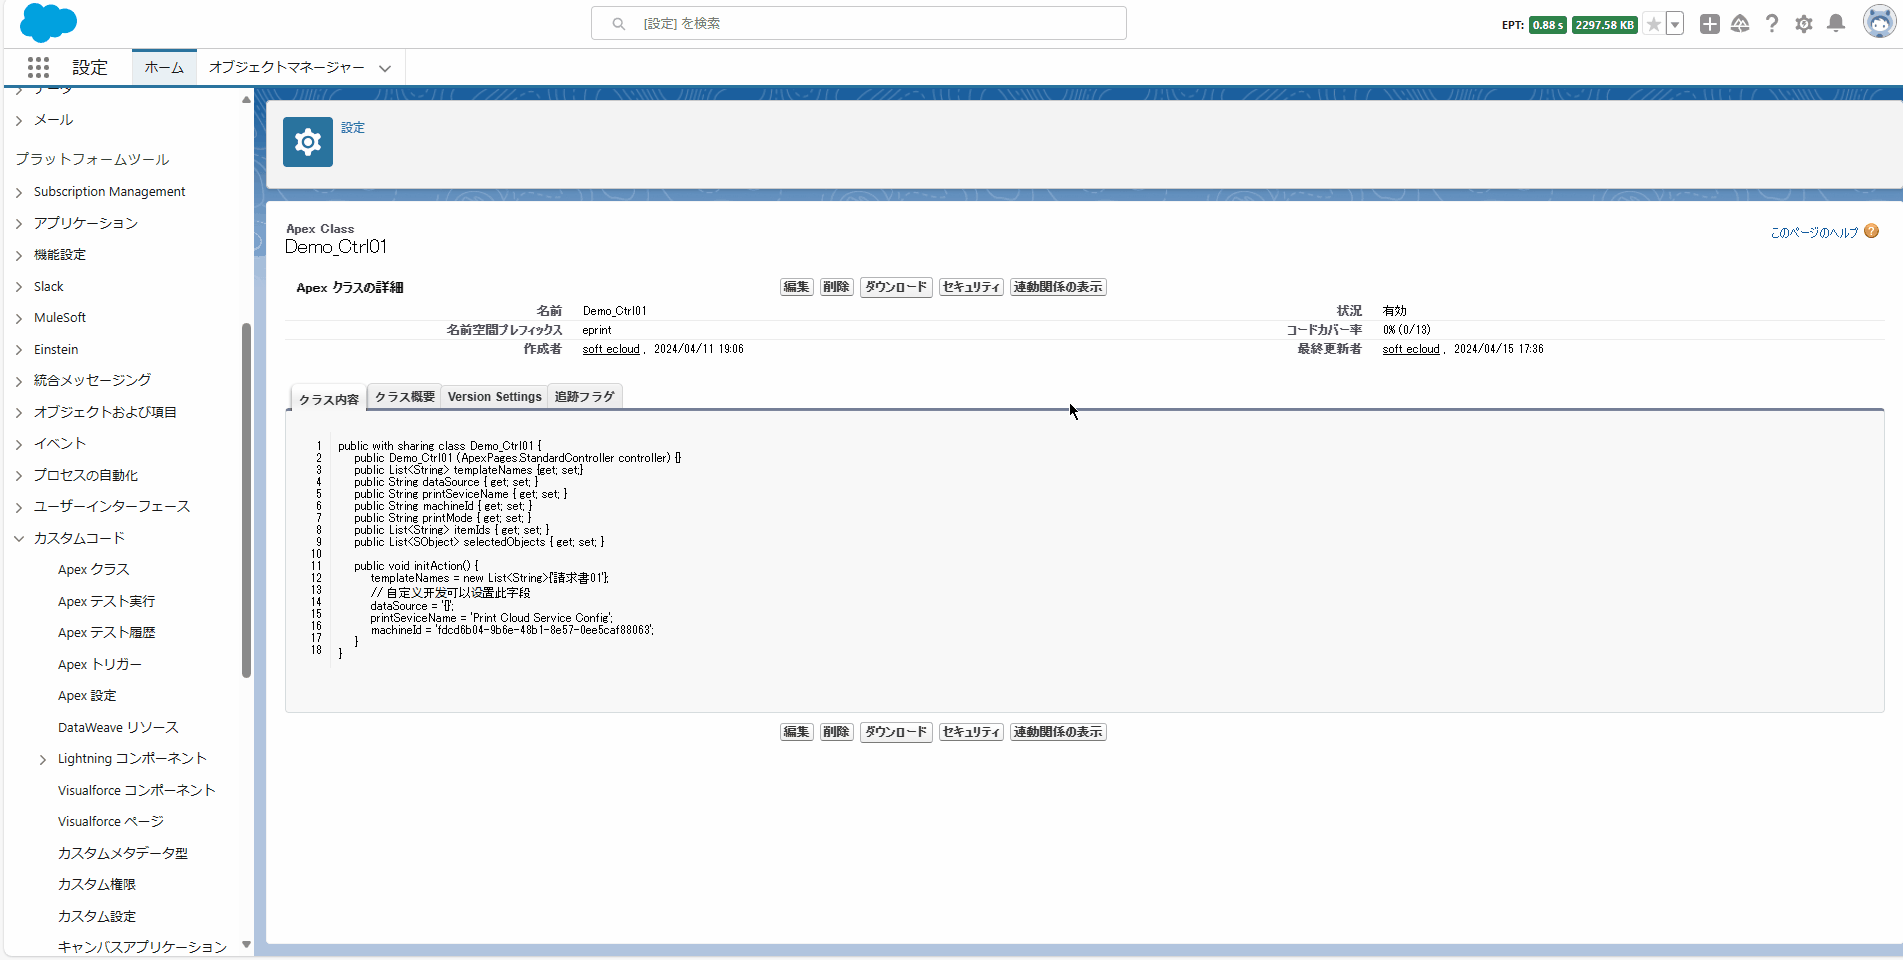 [設定] を検索
EPT: 0.88 s 2297.58 KB
設定 ホーム オブジェクトマネージャー
データ
メール
プラットフォームツール
Subscription Management
アプリケーション
機能設定
Slack
MuleSoft
Einstein
統合メッセージング
オブジェクトおよび項目
イベント
プロセスの自動化
ユーザーインターフェース
カスタムコード
Apex クラス
Apex テスト実行
Apex テスト履歴
Apex トリガー
Apex 設定
DataWeave リソース
Lightning コンポーネント
Visualforce コンポーネント
Visualforce ページ
カスタムメタデータ型
カスタム権限
カスタム設定
キャンバスアプリケーション
設定
Apex Class
Demo_Ctrl01
このページのヘルプ ?
Apex クラスの詳細 編集 削除 ダウンロード セキュリティ 連動関係の表示
名前 Demo_Ctrl01 状況 有効
名前空間プレフィックス eprint コードカバー率 0% (0/13)
作成者 soft ecloud , 2024/04/11 19:06 最終更新者 soft ecloud , 2024/04/15 17:36
クラス内容 クラス概要 Version Settings 追跡フラグ
1 public with sharing class Demo_Ctrl01 {
2 public Demo_Ctrl01 (ApexPages.StandardController controller) {}
3 public List<String> templateNames {get; set;}
4 public String dataSource { get; set; }
5 public String printSeviceName { get; set; }
6 public String machineId { get; set; }
7 public String printMode { get; set; }
8 public List<String> itemIds { get; set; }
9 public List<SObject> selectedObjects { get; set; }
10
11 public void initAction() {
12 templateNames = new List<String>{'請求書01'};
13 // 自定义开发可以设置此字段
14 dataSource = '{}';
15 printSeviceName = 'Print Cloud Service Config';
16 machineId = 'fdcd6b04-9b6e-48b1-8e57-0ee5caf88063';
17 }
18 }
編集 削除 ダウンロード セキュリティ 連動関係の表示